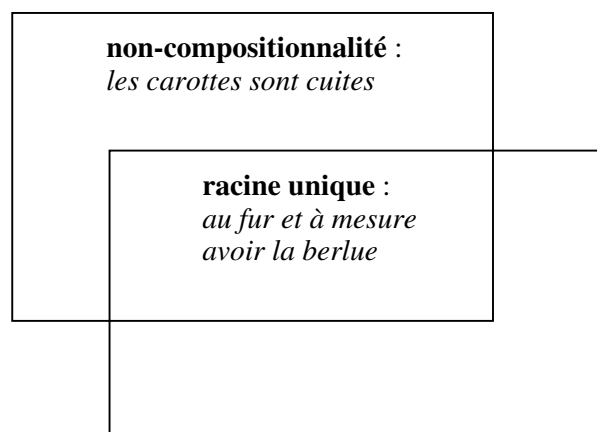 non-compositionnalité :
les carottes sont cuites
racine unique :
au fur et à mesure
avoir la berlue